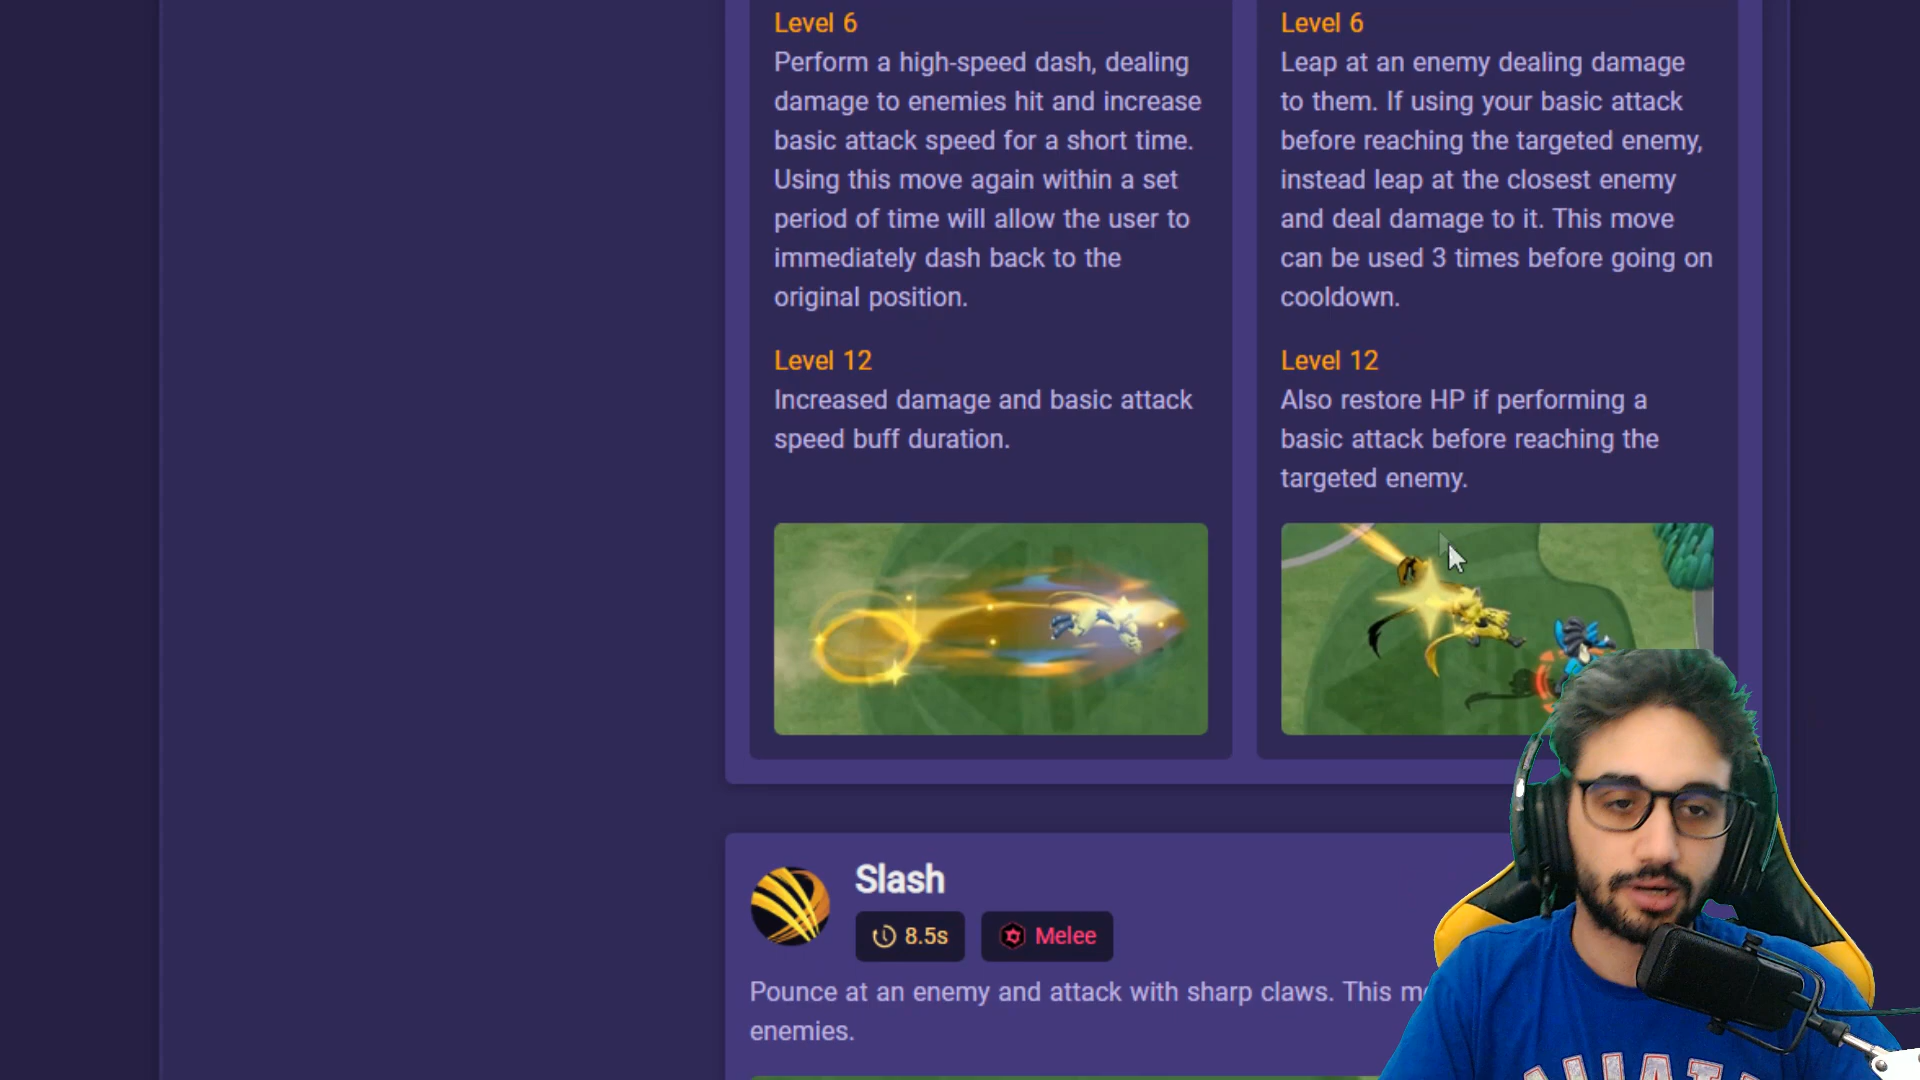 Level 6
Perform a high-speed dash, dealing
damage to enemies hit and increase
basic attack speed for a short time.
Using this move again within a set
period of time will allow the user to
immediately dash back to the
original position.
Level 12
Increased damage and basic attack
speed buff duration.
Level 6
Leap at an enemy dealing damage
to them. If using your basic attack
before reaching the targeted enemy,
instead leap at the closest enemy
and deal damage to it. This move
can be used 3 times before going on
cooldown.
Level 12
Also restore HP if performing a
basic attack before reaching the
targeted enemy.
Slash
8.5s
Melee
Pounce at an enemy and attack with sharp claws. This
enemies.